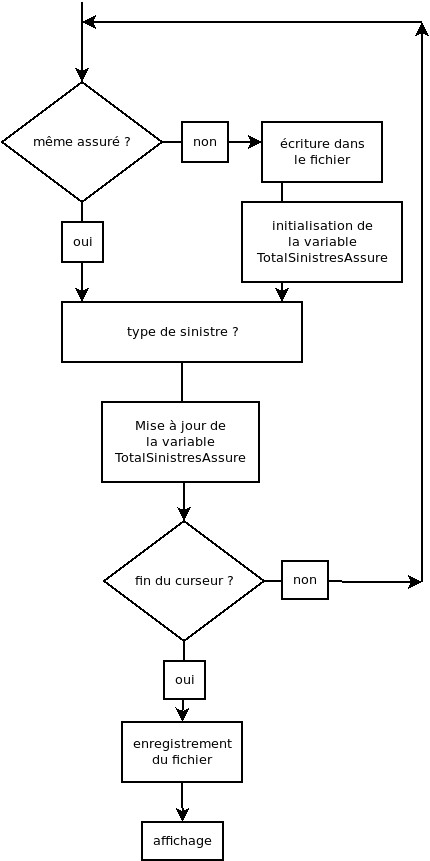 même assuré ?
non
écriture dans
le fichier
oui
initialisation de
la variable
TotalSinistresAssure
type de sinistre ?
Mise à jour de
la variable
TotalSinistresAssure
fin du curseur ?
non
oui
enregistrement
du fichier
affichage